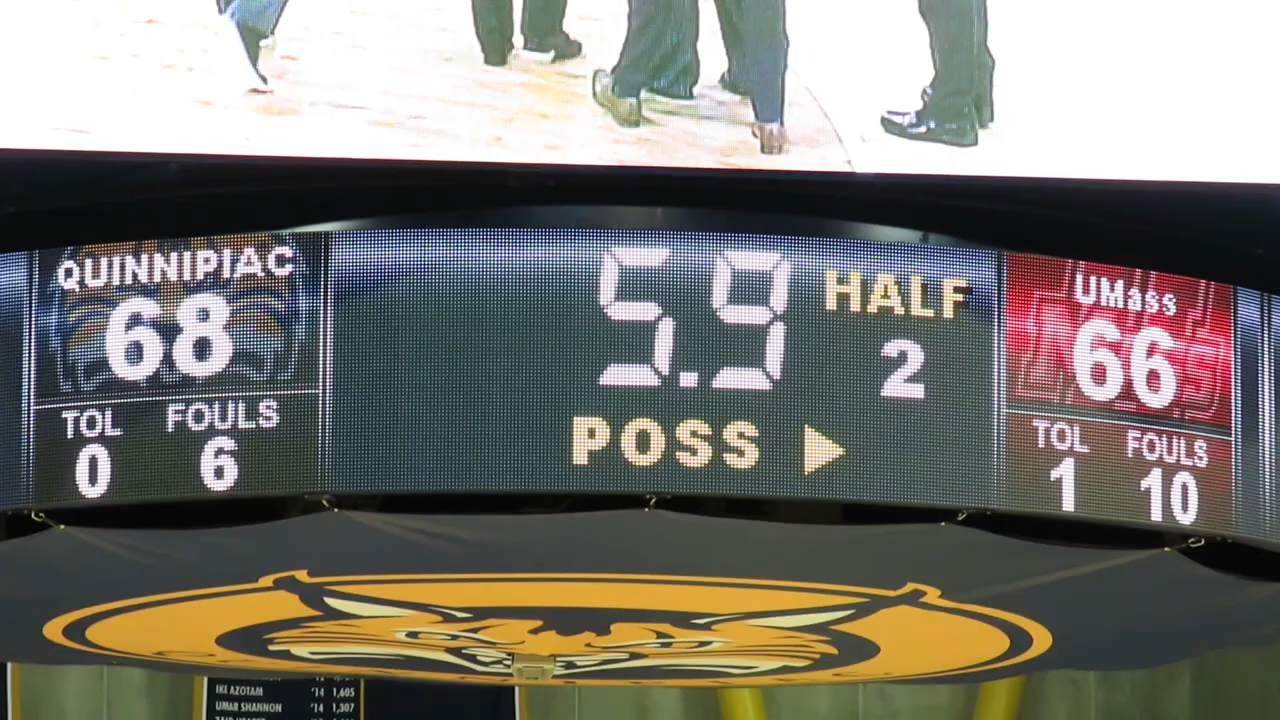 QUINNIPIAC
68
TOL FOULS
0 6
5.9
HALF
2
POSS
UMass
66
TOL FOULS
1 10
IKE AZOTAM '14 1,605
UMAR SHANNON '14 1,307